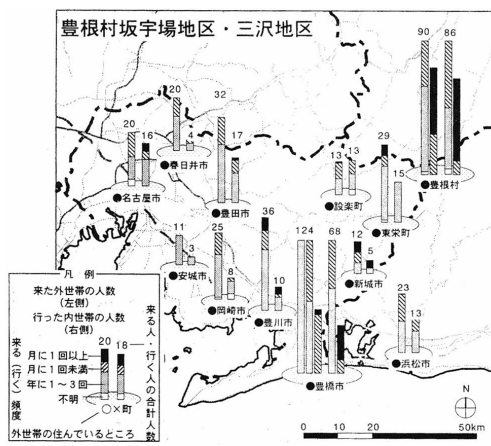 豊根村坂宇場地区・三沢地区
90 86
20
32
20
16
4
17
29
13 13
15
●春日井市
●名古屋市
●豊田市
●設楽町
●豊根村
●東栄町
11
3
25
8
36
10
124
68
12
5
23
13
●安城市
●岡崎市
●豊川市
●新城市
●浜松市
●豊橋市
凡例
来た外世帯の人数
(左側)
行った内世帯の人数
(右側)
20 18
月に1回以上
月に1回未満
年に1～3回
不明
○×町
外世帯の住んでいるところ
来る(行く)頻度
来る人・行く人の合計人数
0 10 50km
N